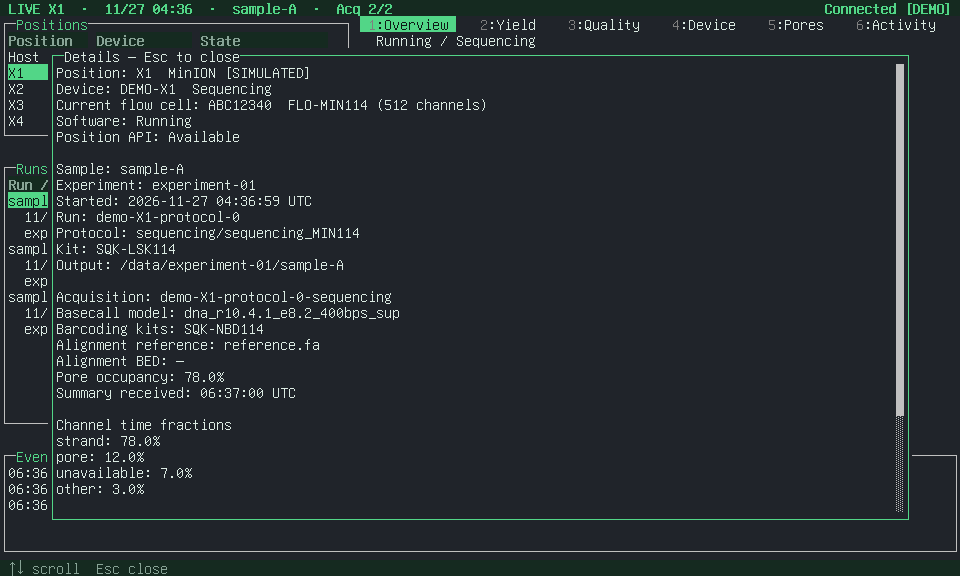 LIVE X1 · 11/27 04:36 · sample-A · Acq 2/2 Connected [DEMO]
Positions 1:Overview 2:Yield 3:Quality 4:Device 5:Pores 6:Activity
Position Device State Running / Sequencing
Host Details — Esc to close
X1 Position: X1 MinION [SIMULATED]
X2 Device: DEMO-X1 Sequencing
X3 Current flow cell: ABC12340 FLO-MIN114 (512 channels)
X4 Software: Running
Position API: Available
Runs Sample: sample-A
Run / Experiment: experiment-01
sampl Started: 2026-11-27 04:36:59 UTC
11/ Run: demo-X1-protocol-0
exp Protocol: sequencing/sequencing_MIN114
sampl Kit: SQK-LSK114
11/ Output: /data/experiment-01/sample-A
exp
sampl Acquisition: demo-X1-protocol-0-sequencing
11/ Basecall model: dna_r10.4.1_e8.2_400bps_sup
exp Barcoding kits: SQK-NBD114
Alignment reference: reference.fa
Alignment BED: —
Pore occupancy: 78.0%
Summary received: 06:37:00 UTC
Channel time fractions
strand: 78.0%
Even pore: 12.0%
06:36 unavailable: 7.0%
06:36 other: 3.0%
06:36
↑↓ scroll Esc close